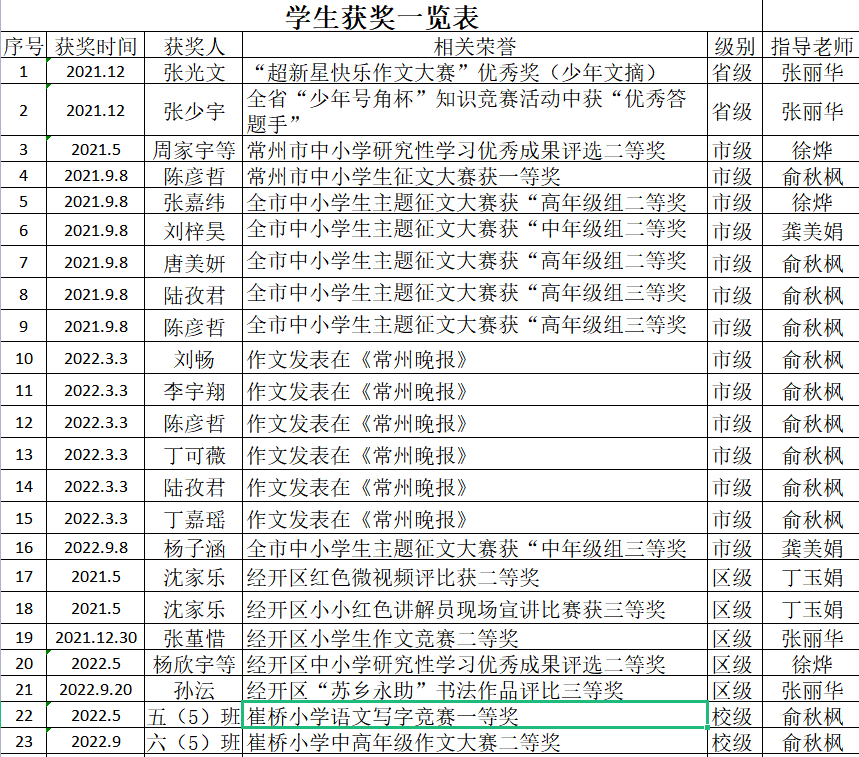 学生获奖一览表
序号 获奖时间 获奖人 相关荣誉 级别 指导老师
1 2021.12 张光文 “超新星快乐作文大赛”优秀奖（少年文摘） 省级 张丽华
2 2021.12 张少宇 全省“少年号角杯”知识竞赛活动中获“优秀答
题手” 省级 张丽华
3 2021.5 周家宇等 常州市中小学研究性学习优秀成果评选二等奖 市级 徐烨
4 2021.9.8 陈彦哲 常州市中小学生征文大赛获一等奖 市级 俞秋枫
5 2021.9.8 张嘉纬 全市中小学生主题征文大赛获“高年级组二等奖 市级 徐烨
6 2021.9.8 刘梓昊 全市中小学生主题征文大赛获“中年级组二等奖 市级 龚美娟
7 2021.9.8 唐美妍 全市中小学生主题征文大赛获“高年级组二等奖 市级 俞秋枫
8 2021.9.8 陆孜君 全市中小学生主题征文大赛获“高年级组三等奖 市级 俞秋枫
9 2021.9.8 陈彦哲 全市中小学生主题征文大赛获“高年级组三等奖 市级 俞秋枫
10 2022.3.3 刘畅 作文发表在《常州晚报》 市级 俞秋枫
11 2022.3.3 李宇翔 作文发表在《常州晚报》 市级 俞秋枫
12 2022.3.3 陈彦哲 作文发表在《常州晚报》 市级 俞秋枫
13 2022.3.3 丁可薇 作文发表在《常州晚报》 市级 俞秋枫
14 2022.3.3 陆孜君 作文发表在《常州晚报》 市级 俞秋枫
15 2022.3.3 丁嘉瑶 作文发表在《常州晚报》 市级 俞秋枫
16 2022.9.8 杨子涵 全市中小学生主题征文大赛获“中年级组三等奖 市级 龚美娟
17 2021.5 沈家乐 经开区红色微视频评比获二等奖 区级 丁玉娟
18 2021.5 沈家乐 经开区小小红色讲解员现场宣讲比赛获三等奖 区级 丁玉娟
19 2021.12.30 张堇惜 经开区小学生作文竞赛二等奖 区级 张丽华
20 2022.5 杨欣宇等 经开区中小学研究性学习优秀成果评选二等奖 区级 徐烨
21 2022.9.20 孙沄 经开区“苏乡永助”书法作品评比三等奖 区级 张丽华
22 2022.5 五（5）班 崔桥小学语文写字竞赛一等奖 校级 俞秋枫
23 2022.9 六（5）班 崔桥小学中高年级作文大赛二等奖 校级 俞秋枫